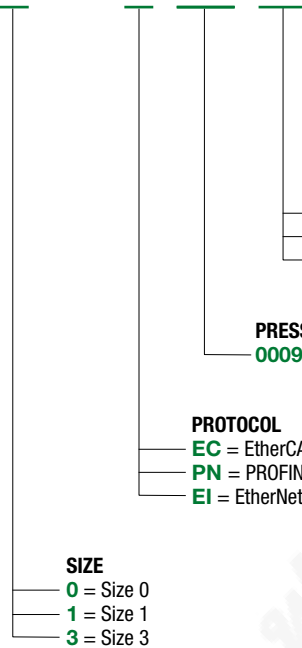 PRESS
0009
PROTOCOL
EC = EtherCA
PN = PROFIN
EI = EtherNet
SIZE
0 = Size 0
1 = Size 1
3 = Size 3